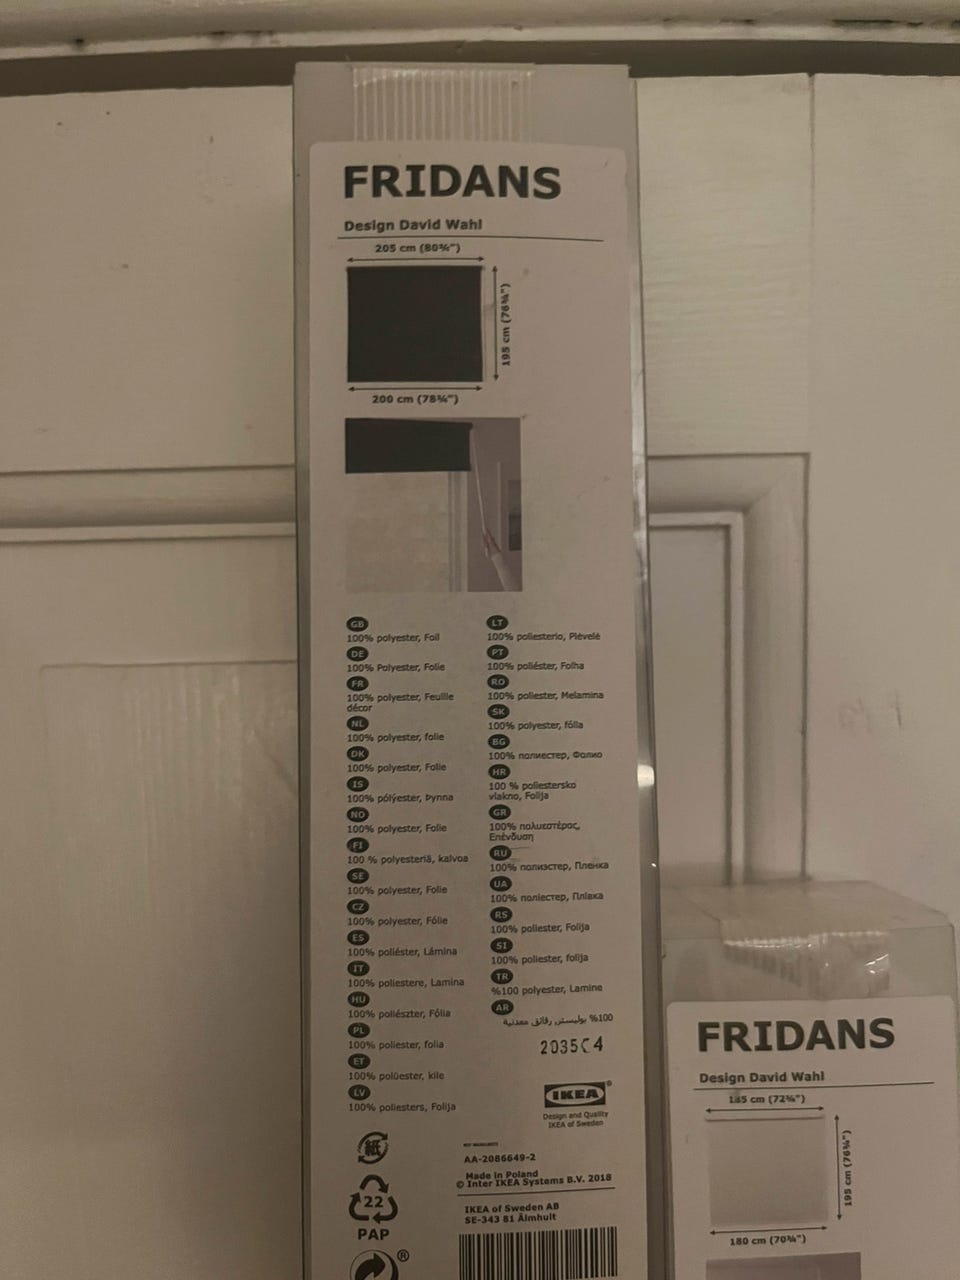 FRIDANS
Design David Wahl
205 cm (80¾")
195 cm (76¾")
200 cm (78¾")
GB
100% polyester, Foil
DE
100% Polyester, Folie
FR
100% polyester, Feuille
décor
NL
100% polyester, folie
DK
100% polyester, Folie
IS
100% pólýester, Þynna
NO
100% polyester, Folie
FI
100 % polyesteriä, kalvoa
SE
100% polyester, Folie
CZ
100% polyester, Fólie
ES
100% poliéster, Lámina
IT
100% poliestere, Lamina
HU
100% poliészter, Fólia
PL
100% poliester, folia
ET
100% polüester, kile
LV
100% poliesters, Folija
LT
100% poliesterio, Plėvelė
PT
100% poliéster, Folha
RO
100% poliester, Melamina
SK
100% polyester, fólia
BG
100% полиестер, Фолио
HR
100 % poliestersko
vlakno, Folija
GR
100% πολυεστέρας,
Επένδυση
RU
100% полиэстер, Пленка
UA
100% поліестер, Плівка
RS
100% poliester, Folija
SI
100% poliester, folija
TR
%100 polyester, Lamine
AR
%100 بوليستر, رقائق معدنية
2035C4
IKEA®
Design and Quality
IKEA of Sweden
紙
22
PAP
®
AA-2086649-2
Made in Poland
© Inter IKEA Systems B.V. 2018
IKEA of Sweden AB
SE-343 81 Älmhult
FRIDANS
Design David Wahl
185 cm (72¾")
195 cm (76¾")
180 cm (70¾")